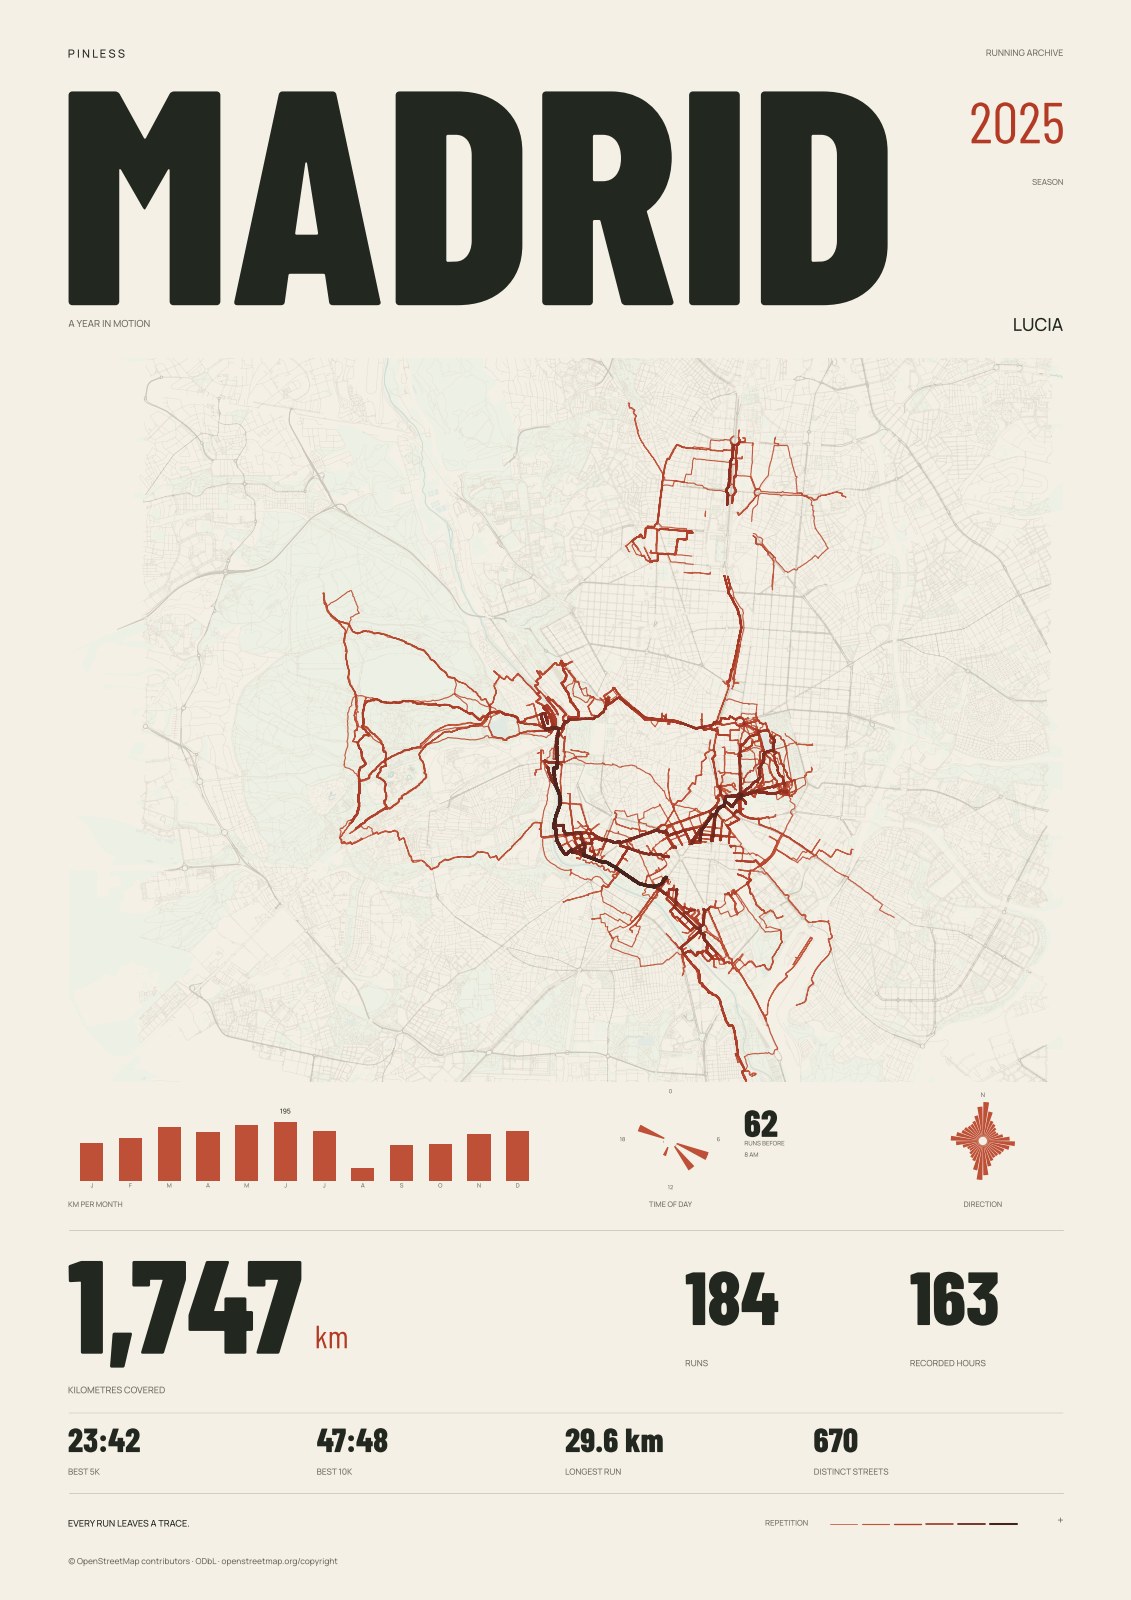 PINLESS
RUNNING ARCHIVE
MADRID
2025
SEASON
A YEAR IN MOTION
LUCIA
195
J F M A M J J A S O N D
KM PER MONTH
0
6
12
18
62
RUNS BEFORE
8 AM
TIME OF DAY
N
DIRECTION
1,747 km
KILOMETRES COVERED
184
RUNS
163
RECORDED HOURS
23:42
BEST 5K
47:48
BEST 10K
29.6 km
LONGEST RUN
670
DISTINCT STREETS
EVERY RUN LEAVES A TRACE.
REPETITION
+
© OpenStreetMap contributors · ODbL · openstreetmap.org/copyright